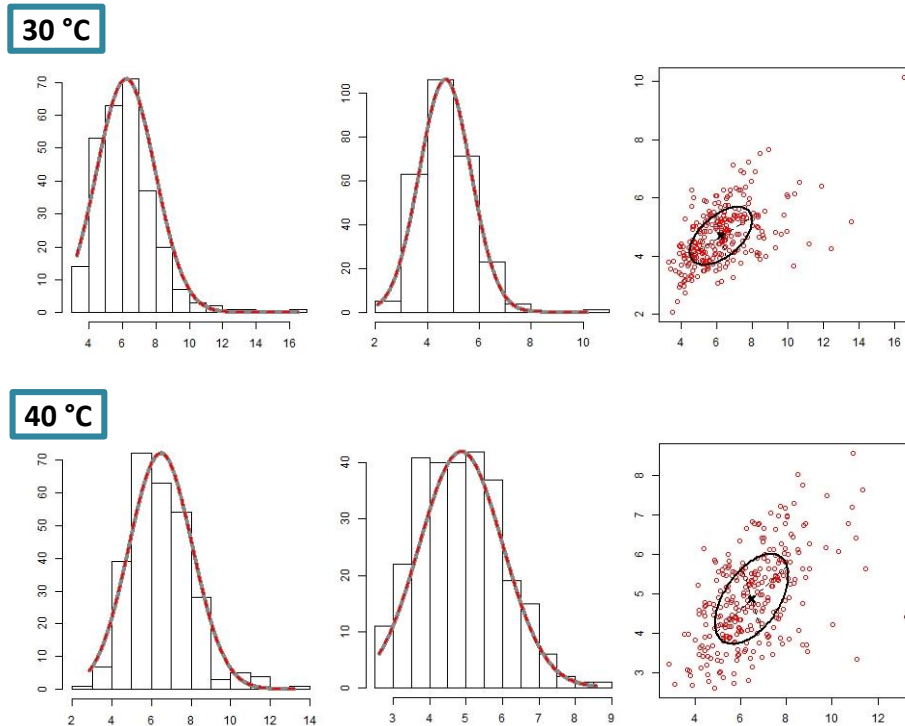 30 °C
0 10 20 30 40 50 60 70
4 6 8 10 12 14 16
0 20 40 60 80 100
2 4 6 8 10
2 4 6 8 10
4 6 8 10 12 14 16
40 °C
0 10 20 30 40 50 60 70
2 4 6 8 10 12 14
0 10 20 30 40
3 4 5 6 7 8 9
3 4 5 6 7 8
4 6 8 10 12